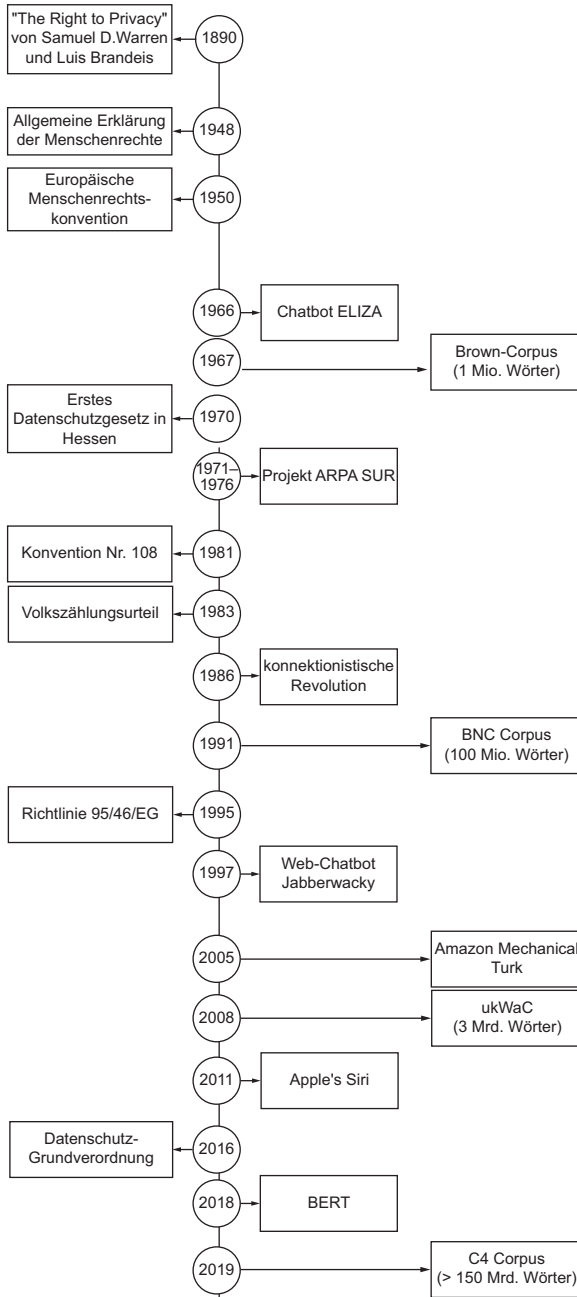 "The Right to Privacy"
von Samuel D.Warren
und Luis Brandeis
1890
Allgemeine Erklärung
der Menschenrechte
1948
Europäische
Menschenrechts-
konvention
1950
1966
Chatbot ELIZA
1967
Brown-Corpus
(1 Mio. Wörter)
Erstes
Datenschutzgesetz in
Hessen
1970
1971–
1976
Projekt ARPA SUR
Konvention Nr. 108
1981
Volkszählungsurteil
1983
1986
konnektionistische
Revolution
1991
BNC Corpus
(100 Mio. Wörter)
Richtlinie 95/46/EG
1995
1997
Web-Chatbot
Jabberwacky
2005
Amazon Mechanical
Turk
2008
ukWaC
(3 Mrd. Wörter)
2011
Apple's Siri
Datenschutz-
Grundverordnung
2016
2018
BERT
2019
C4 Corpus
(> 150 Mrd. Wörter)